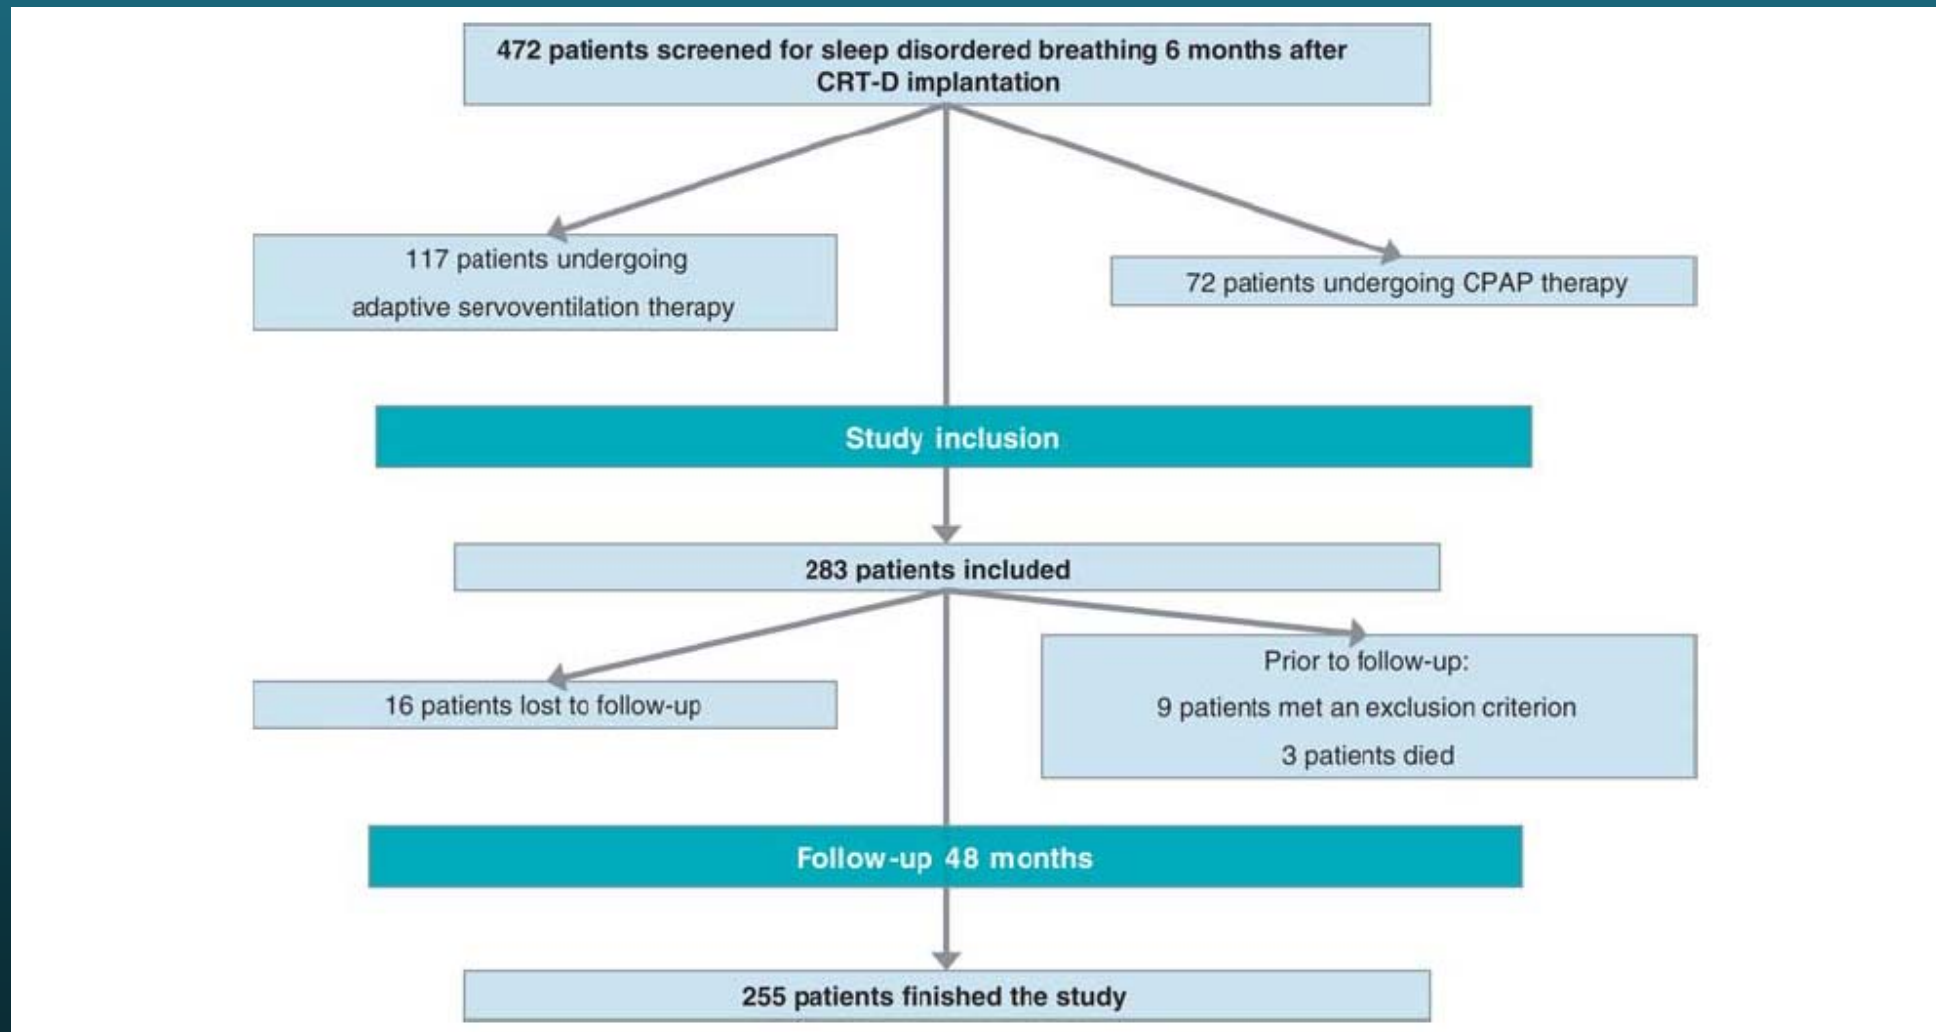 472 patients screened for sleep disordered breathing 6 months after
CRT-D implantation
117 patients undergoing
adaptive servoventilation therapy
72 patients undergoing CPAP therapy
Study inclusion
283 patients included
16 patients lost to follow-up
Prior to follow-up:
9 patients met an exclusion criterion
3 patients died
Follow-up 48 months
255 patients finished the study